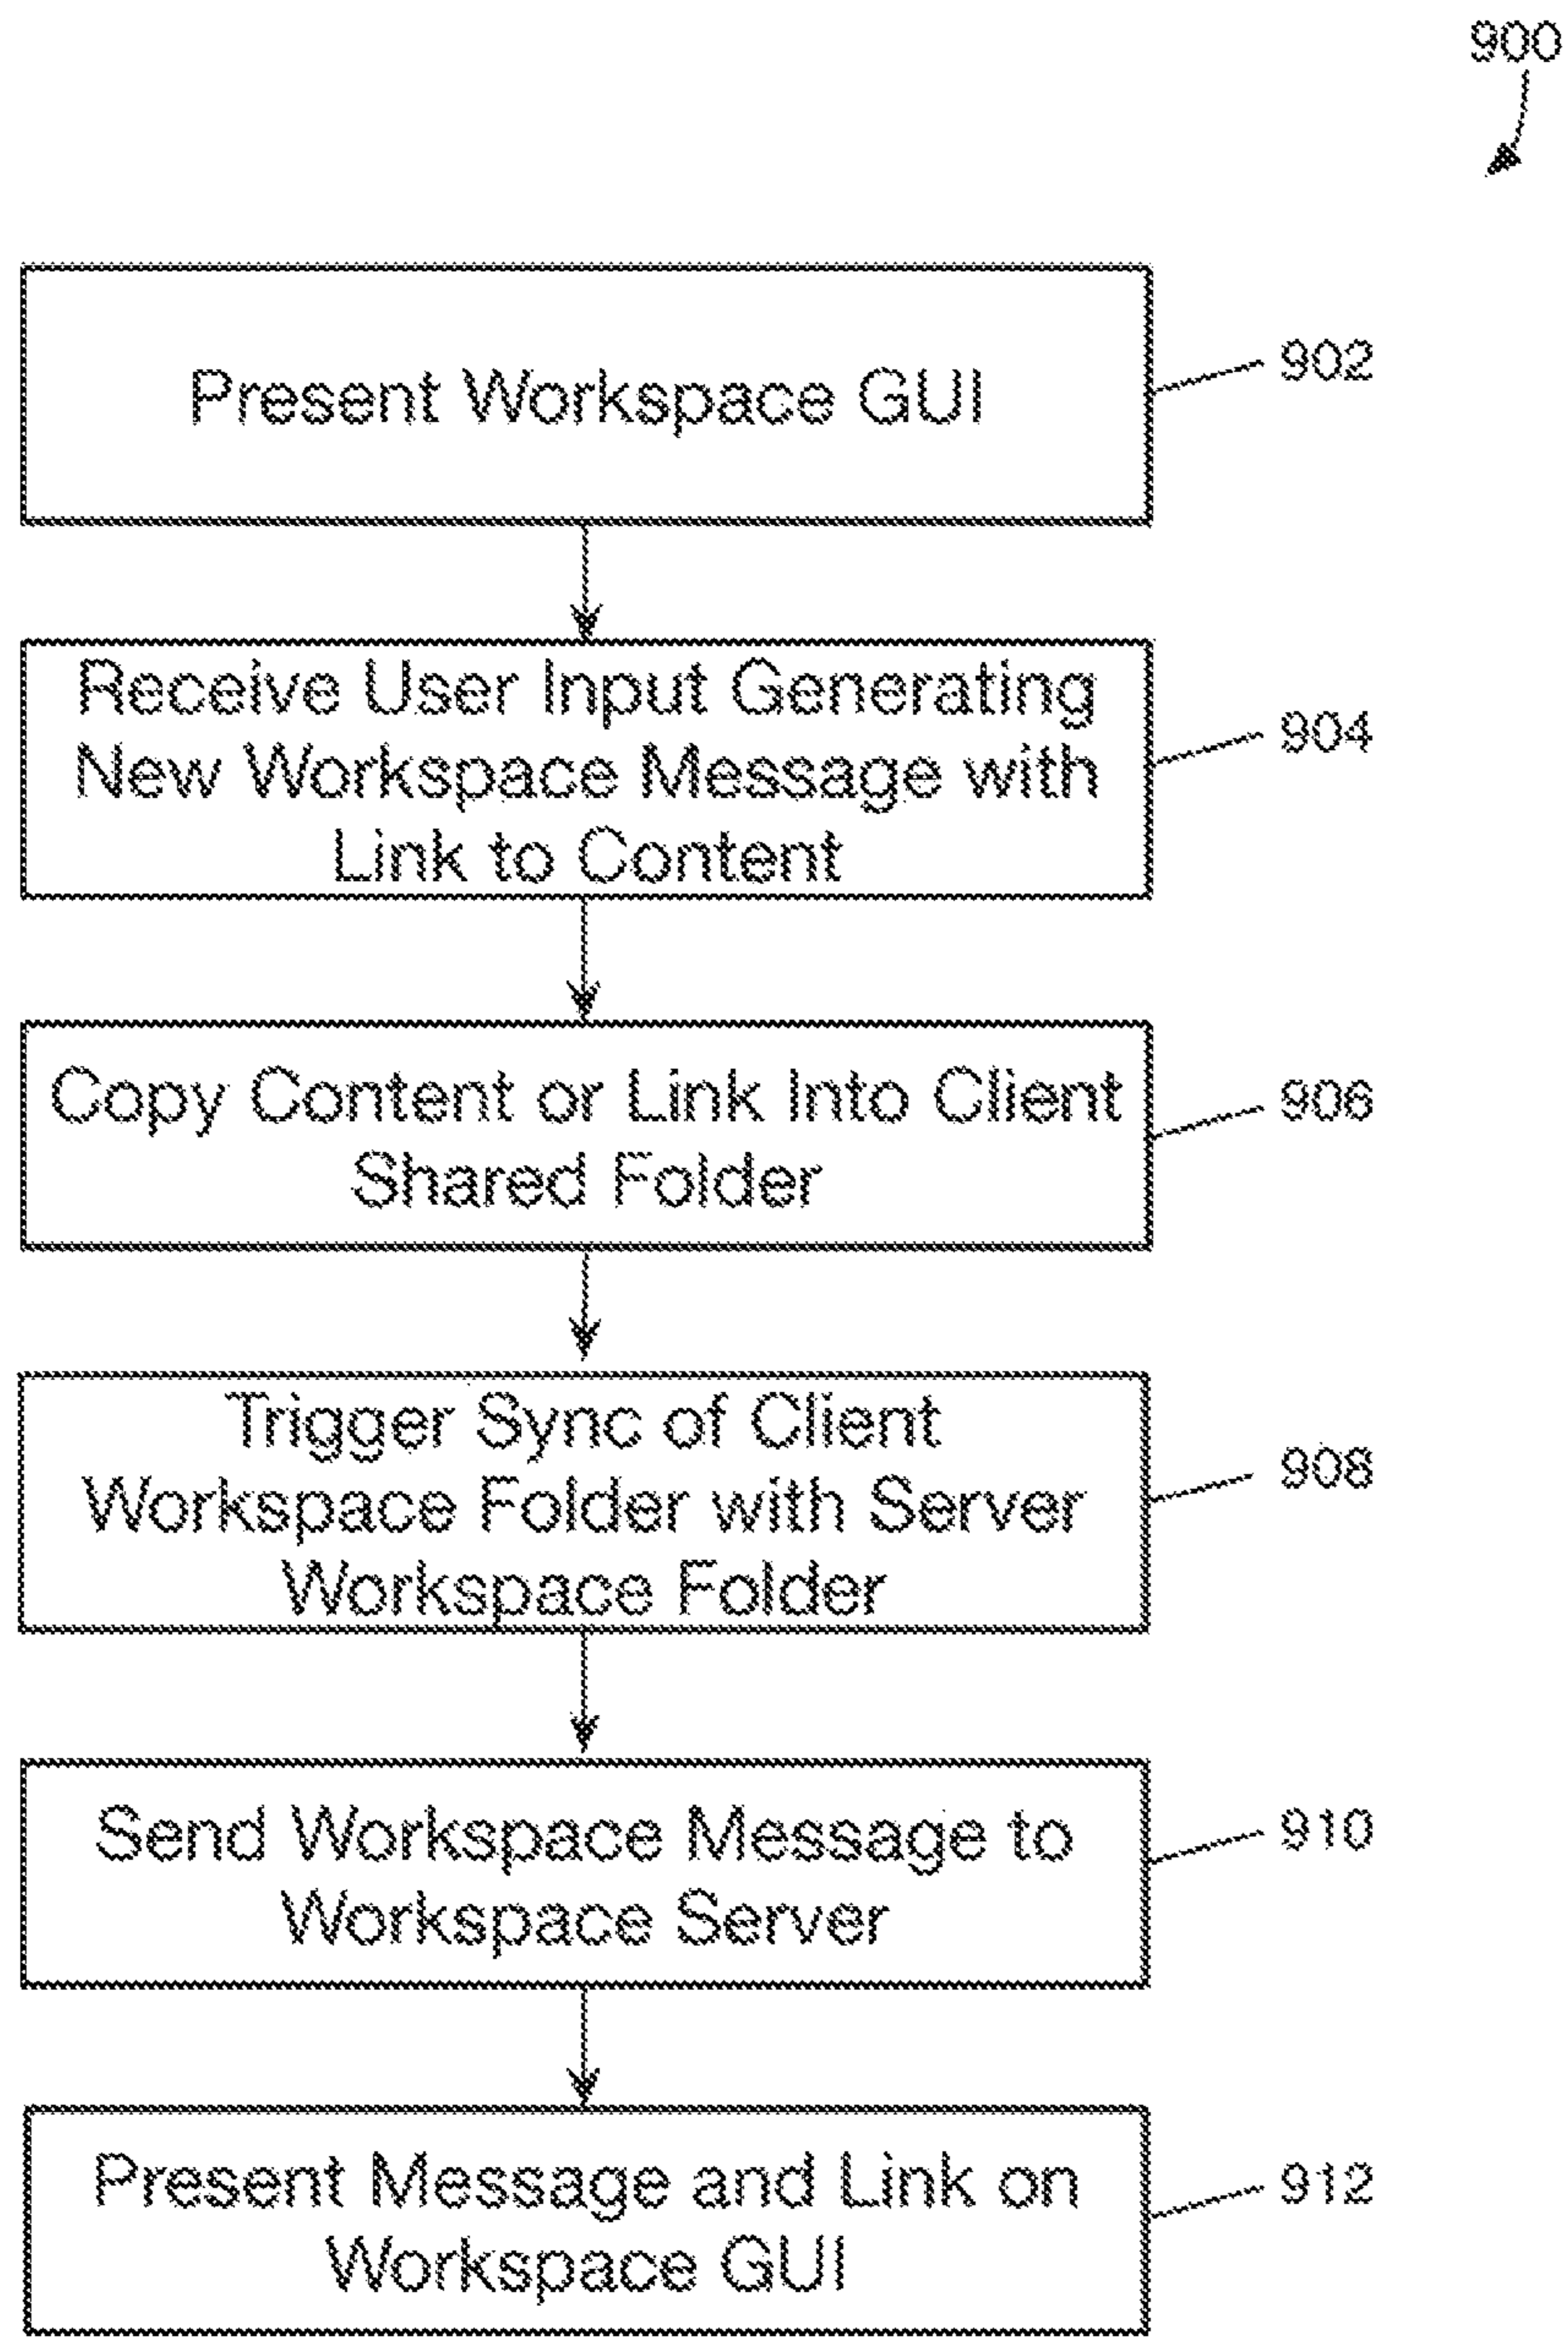 900
Present Workspace GUI
902
Receive User Input Generating
New Workspace Message with
Link to Content
904
Copy Content or Link Into Client
Shared Folder
906
Trigger Sync of Client
Workspace Folder with Server
Workspace Folder
908
Send Workspace Message to
Workspace Server
910
Present Message and Link on
Workspace GUI
912